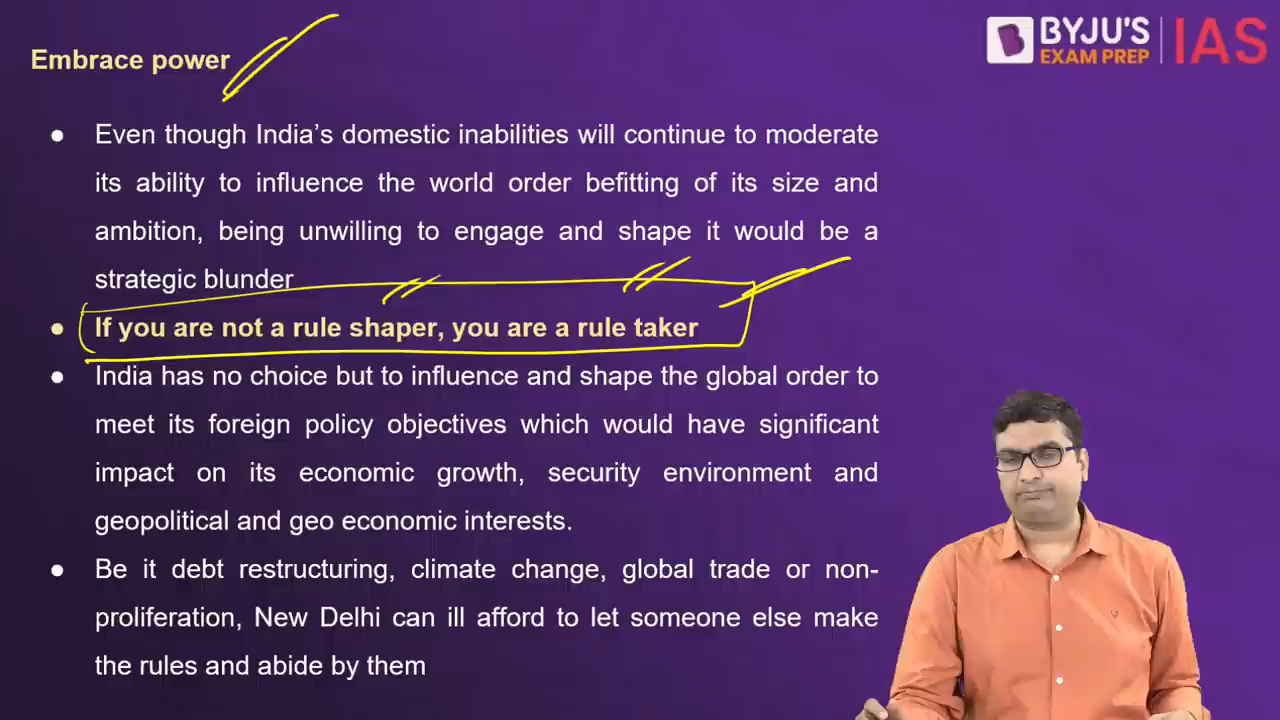 Embrace power
BYJU'S
EXAM PREP
IAS
● Even though India's domestic inabilities will continue to moderate
its ability to influence the world order befitting of its size and
ambition, being unwilling to engage and shape it would be a
strategic blunder
● If you are not a rule shaper, you are a rule taker
● India has no choice but to influence and shape the global order to
meet its foreign policy objectives which would have significant
impact on its economic growth, security environment and
geopolitical and geo economic interests.
● Be it debt restructuring, climate change, global trade or non-
proliferation, New Delhi can ill afford to let someone else make
the rules and abide by them